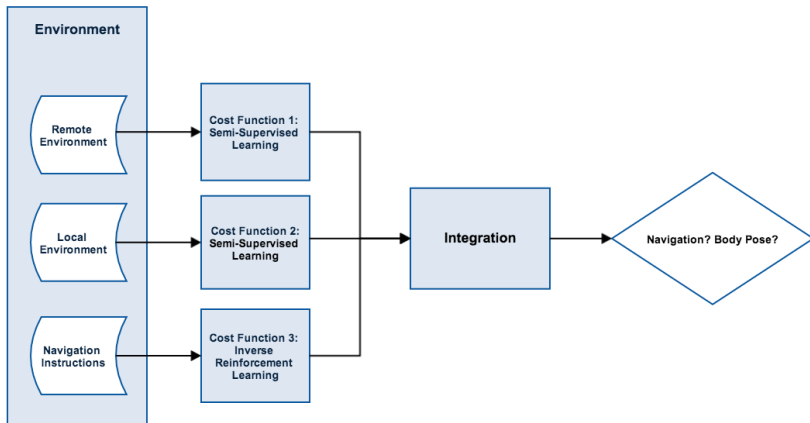 Environment
Remote
Environment
Cost Function 1:
Semi-Supervised
Learning
Local
Environment
Cost Function 2:
Semi-Supervised
Learning
Integration
Navigation? Body Pose?
Navigation
Instructions
Cost Function 3:
Inverse
Reinforcement
Learning